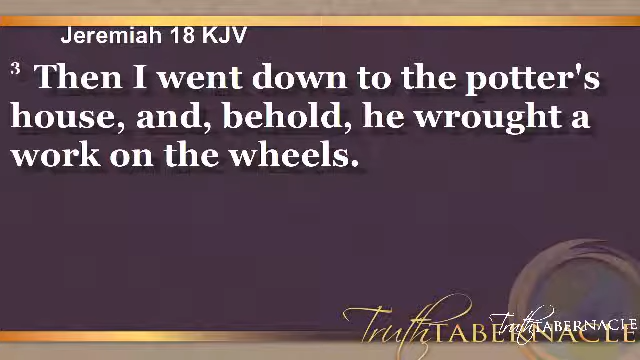 Jeremiah 18 KJV
3 Then I went down to the potter's
house, and, behold, he wrought a
work on the wheels.
Truth TABERNACLE
Truth TABERNACLE